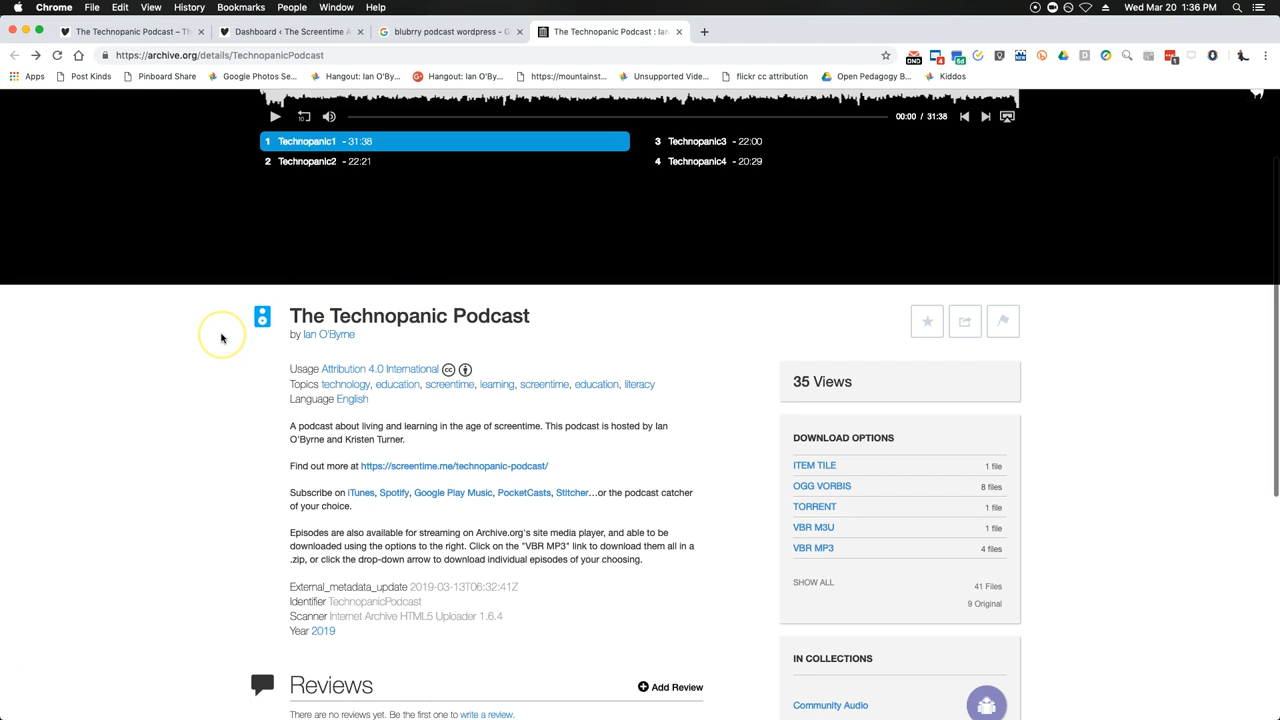 Chrome File Edit View History Bookmarks People Window Help Wed Mar 20 1:36 PM
The Technopanic Podcast – Th Dashboard ‹ The Screentime A blubrry podcast wordpress - G The Technopanic Podcast : Ian
https://archive.org/details/TechnopanicPodcast
Apps Post Kinds Pinboard Share Google Photos Se... Hangout: Ian O'By... Hangout: Ian O'By... https://mountainst... Unsupported Vide... flickr cc attribution Open Pedagogy B... Kiddos
10 00:00 / 31:38
1 Technopanic1 - 31:38 3 Technopanic3 - 22:00
2 Technopanic2 - 22:21 4 Technopanic4 - 20:29
The Technopanic Podcast
by Ian O'Byrne
Usage Attribution 4.0 International
Topics technology, education, screentime, learning, screentime, education, literacy
Language English
A podcast about living and learning in the age of screentime. This podcast is hosted by Ian
O'Byrne and Kristen Turner.
Find out more at https://screentime.me/technopanic-podcast/
Subscribe on iTunes, Spotify, Google Play Music, PocketCasts, Stitcher…or the podcast catcher
of your choice.
Episodes are also available for streaming on Archive.org's site media player, and able to be
downloaded using the options to the right. Click on the "VBR MP3" link to download them all in a
.zip, or click the drop-down arrow to download individual episodes of your choosing.
External_metadata_update 2019-03-13T06:32:41Z
Identifier TechnopanicPodcast
Scanner Internet Archive HTML5 Uploader 1.6.4
Year 2019
Reviews
Add Review
There are no reviews yet. Be the first one to write a review.
35 Views
DOWNLOAD OPTIONS
ITEM TILE 1 file
OGG VORBIS 8 files
TORRENT 1 file
VBR M3U 1 file
VBR MP3 4 files
SHOW ALL 41 Files
9 Original
IN COLLECTIONS
Community Audio